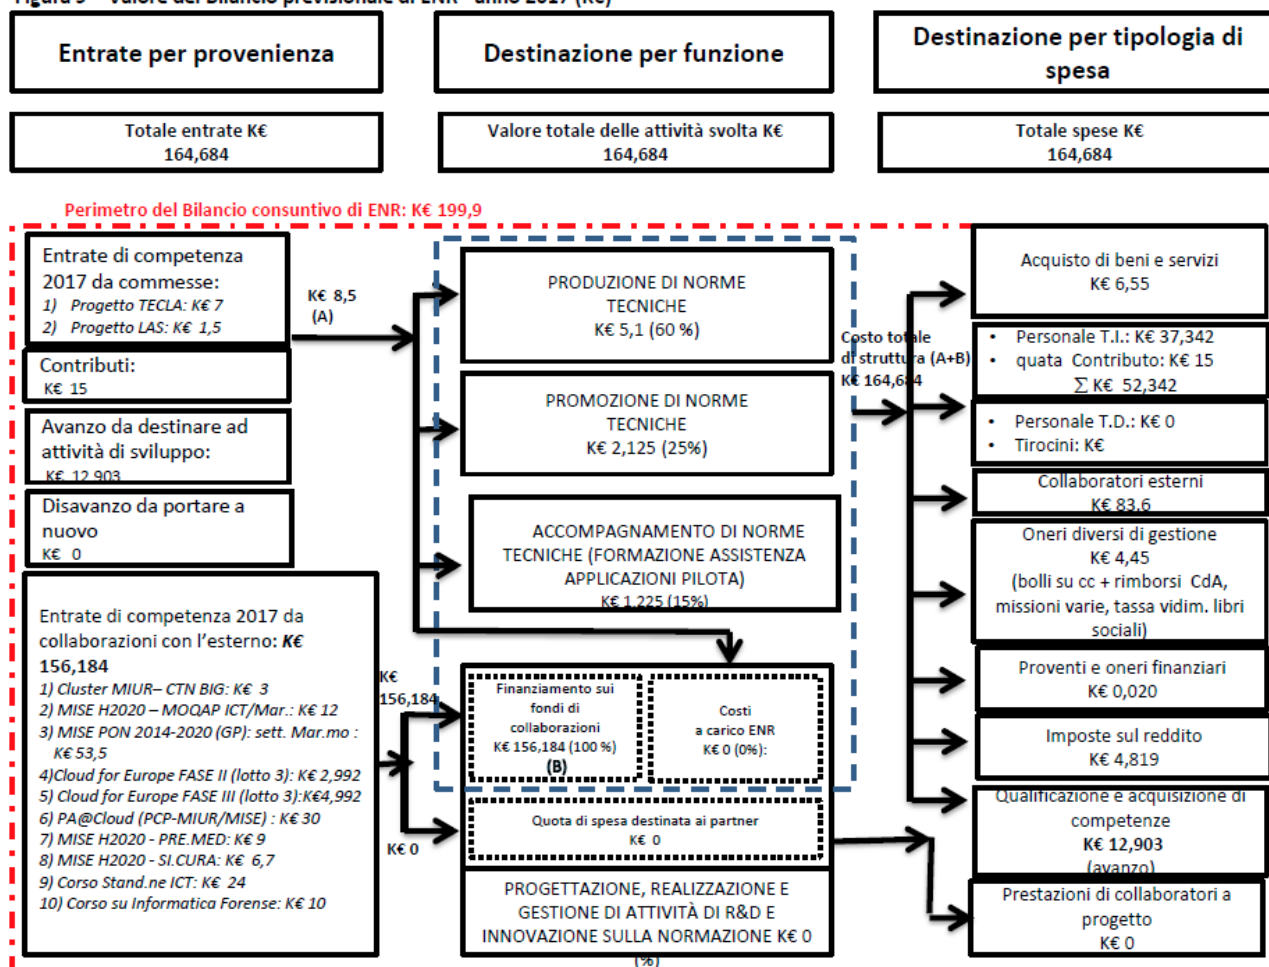 Figura 9 – Valore del Bilancio previsionale di ENR - anno 2017 (K€)
Entrate per provenienza
Destinazione per funzione
Destinazione per tipologia di
spesa
Totale entrate K€
164,684
Valore totale delle attività svolta K€
164,684
Totale spese K€
164,684
Perimetro del Bilancio consuntivo di ENR: K€ 199,9
Entrate di competenza
2017 da commesse:
1) Progetto TECLA: K€ 7
2) Progetto LAS: K€ 1,5
Contributi:
K€ 15
Avanzo da destinare ad
attività di sviluppo:
K€ 12,903
Disavanzo da portare a
nuovo
K€ 0
Entrate di competenza 2017 da
collaborazioni con l'esterno: K€
156,184
1) Cluster MIUR– CTN BIG: K€ 3
2) MISE H2020 – MOQAP ICT/Mar.: K€ 12
3) MISE PON 2014-2020 (GP): sett. Mar.mo :
K€ 53,5
4)Cloud for Europe FASE II (lotto 3): K€ 2,992
5) Cloud for Europe FASE III (lotto 3):K€4,992
6) PA@Cloud (PCP-MIUR/MISE) : K€ 30
7) MISE H2020 - PRE.MED: K€ 9
8) MISE H2020 - SI.CURA: K€ 6,7
9) Corso Stand.ne ICT: K€ 24
10) Corso su Informatica Forense: K€ 10
K€ 8,5
(A)
K€
156,184
K€ 0
PRODUZIONE DI NORME
TECNICHE
K€ 5,1 (60 %)
PROMOZIONE DI NORME
TECNICHE
K€ 2,125 (25%)
ACCOMPAGNAMENTO DI NORME
TECNICHE (FORMAZIONE ASSISTENZA
APPLICAZIONI PILOTA)
K€ 1.225 (15%)
Finanziamento sui
fondi di
collaborazioni
K€ 156,184 (100 %)
(B)
Costi
a carico ENR
K€ 0 (0%):
Quota di spesa destinata ai partner
K€ 0
PROGETTAZIONE, REALIZZAZIONE E
GESTIONE DI ATTIVITÀ DI R&D E
INNOVAZIONE SULLA NORMAZIONE K€ 0
(%)
Costo totale
di struttura (A+B)
K€ 164,684
Acquisto di beni e servizi
K€ 6,55
• Personale T.I.: K€ 37,342
• quata Contributo: K€ 15
∑ K€ 52,342
• Personale T.D.: K€ 0
• Tirocini: K€
Collaboratori esterni
K€ 83,6
Oneri diversi di gestione
K€ 4,45
(bolli su cc + rimborsi CdA,
missioni varie, tassa vidim. libri
sociali)
Proventi e oneri finanziari
K€ 0,020
Imposte sul reddito
K€ 4,819
Qualificazione e acquisizione di
competenze
K€ 12,903
(avanzo)
Prestazioni di collaboratori a
progetto
K€ 0